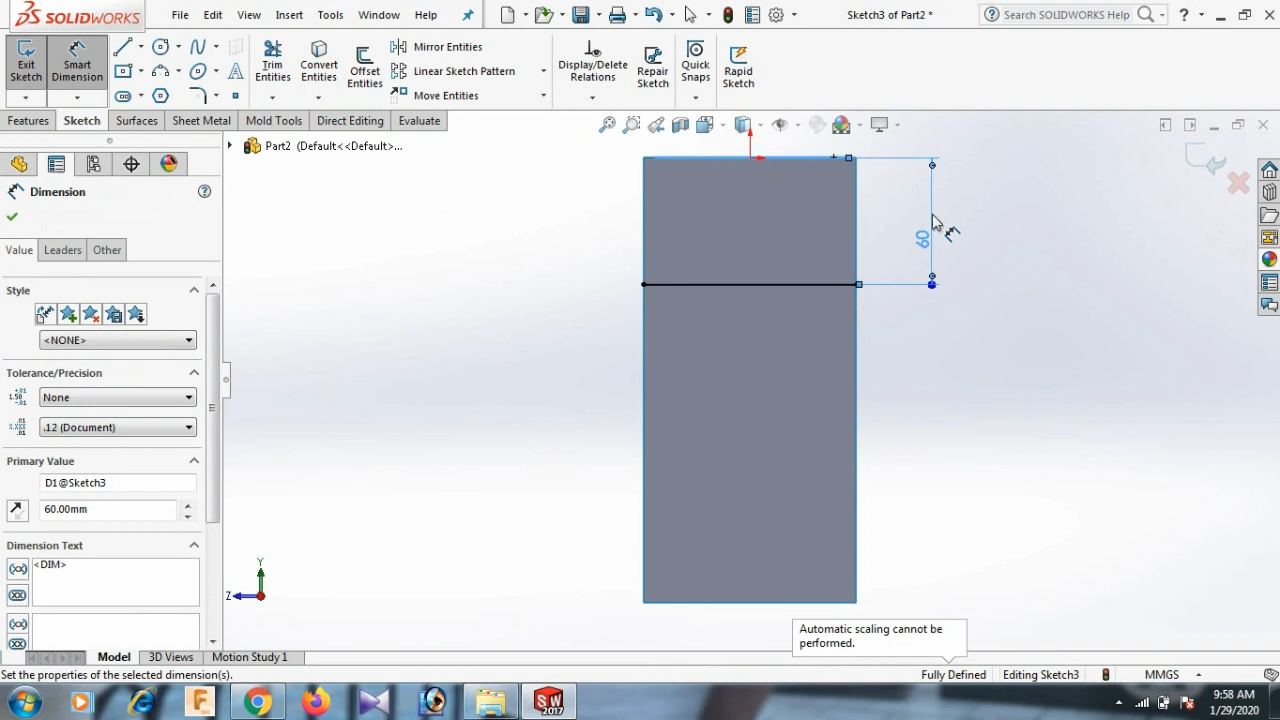 SOLIDWORKS
File
Edit
View
Insert
Tools
Window
Help
Sketch3 of Part2 *
Search SOLIDWORKS Help
Exit
Sketch
Smart
Dimension
Trim
Entities
Convert
Entities
Offset
Entities
Mirror Entities
Linear Sketch Pattern
Move Entities
Display/Delete
Relations
Repair
Sketch
Quick
Snaps
Rapid
Sketch
Features
Sketch
Surfaces
Sheet Metal
Mold Tools
Direct Editing
Evaluate
Part2 (Default<<Default>...
Dimension
Value
Leaders
Other
Style
<NONE>
Tolerance/Precision
None
.12 (Document)
Primary Value
D1@Sketch3
60.00mm
Dimension Text
<DIM>
60
Y
Z
Automatic scaling cannot be
performed.
Model
3D Views
Motion Study 1
Set the properties of the selected dimension(s).
Fully Defined
Editing Sketch3
MMGS
SW
2017
9:58 AM
1/29/2020